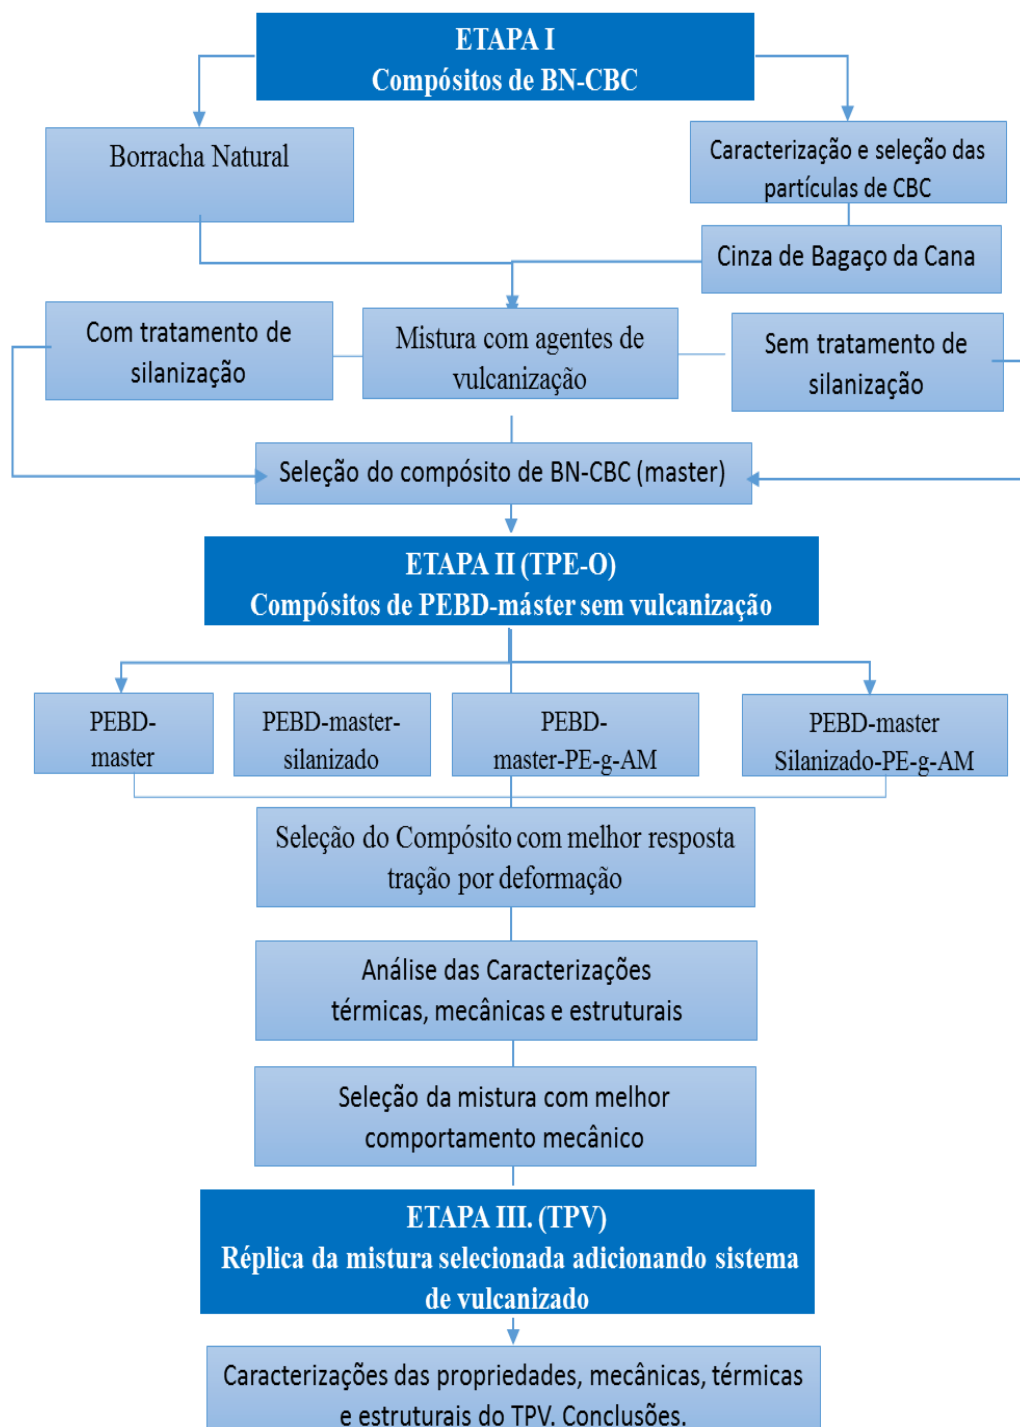 ETAPA I
Compósitos de BN-CBC
Borracha Natural
Caracterização e seleção das
partículas de CBC
Cinza de Bagaço da Cana
Com tratamento de
silanização
Mistura com agentes de
vulcanização
Sem tratamento de
silanização
Seleção do compósito de BN-CBC (master)
ETAPA II (TPE-O)
Compósitos de PEBD-máster sem vulcanização
PEBD-
master
PEBD-master-
silanizado
PEBD-
master-PE-g-AM
PEBD-master
Silanizado-PE-g-AM
Seleção do Compósito com melhor resposta
tração por deformação
Análise das Caracterizações
térmicas, mecânicas e estruturais
Seleção da mistura com melhor
comportamento mecânico
ETAPA III. (TPV)
Réplica da mistura selecionada adicionando sistema
de vulcanizado
Caracterizações das propriedades, mecânicas, térmicas
e estruturais do TPV. Conclusões.